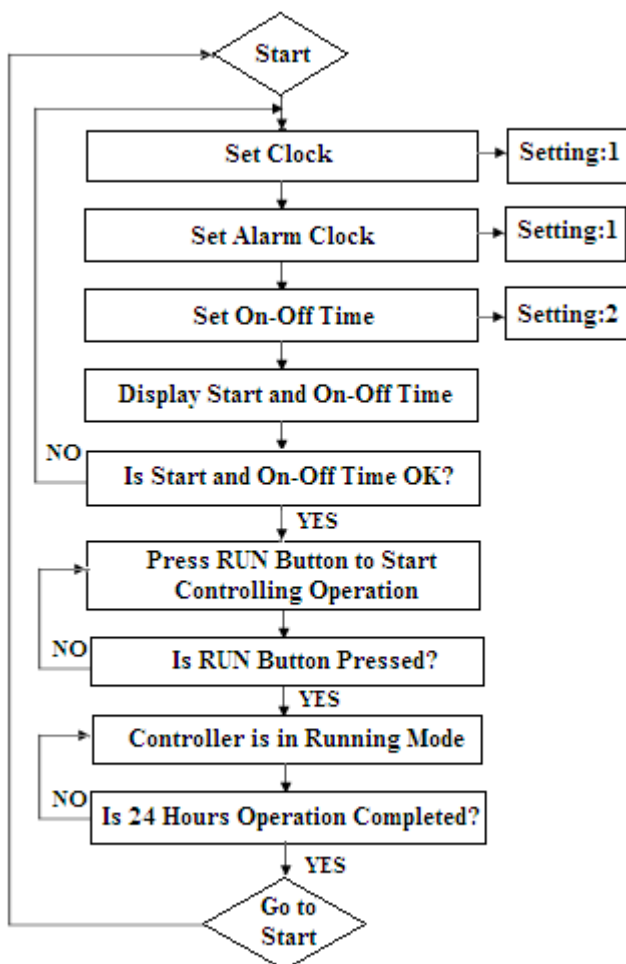 Start
Set Clock
Setting:1
Set Alarm Clock
Setting:1
Set On-Off Time
Setting:2
Display Start and On-Off Time
NO
Is Start and On-Off Time OK?
YES
Press RUN Button to Start
Controlling Operation
NO
Is RUN Button Pressed?
YES
Controller is in Running Mode
NO
Is 24 Hours Operation Completed?
YES
Go to
Start